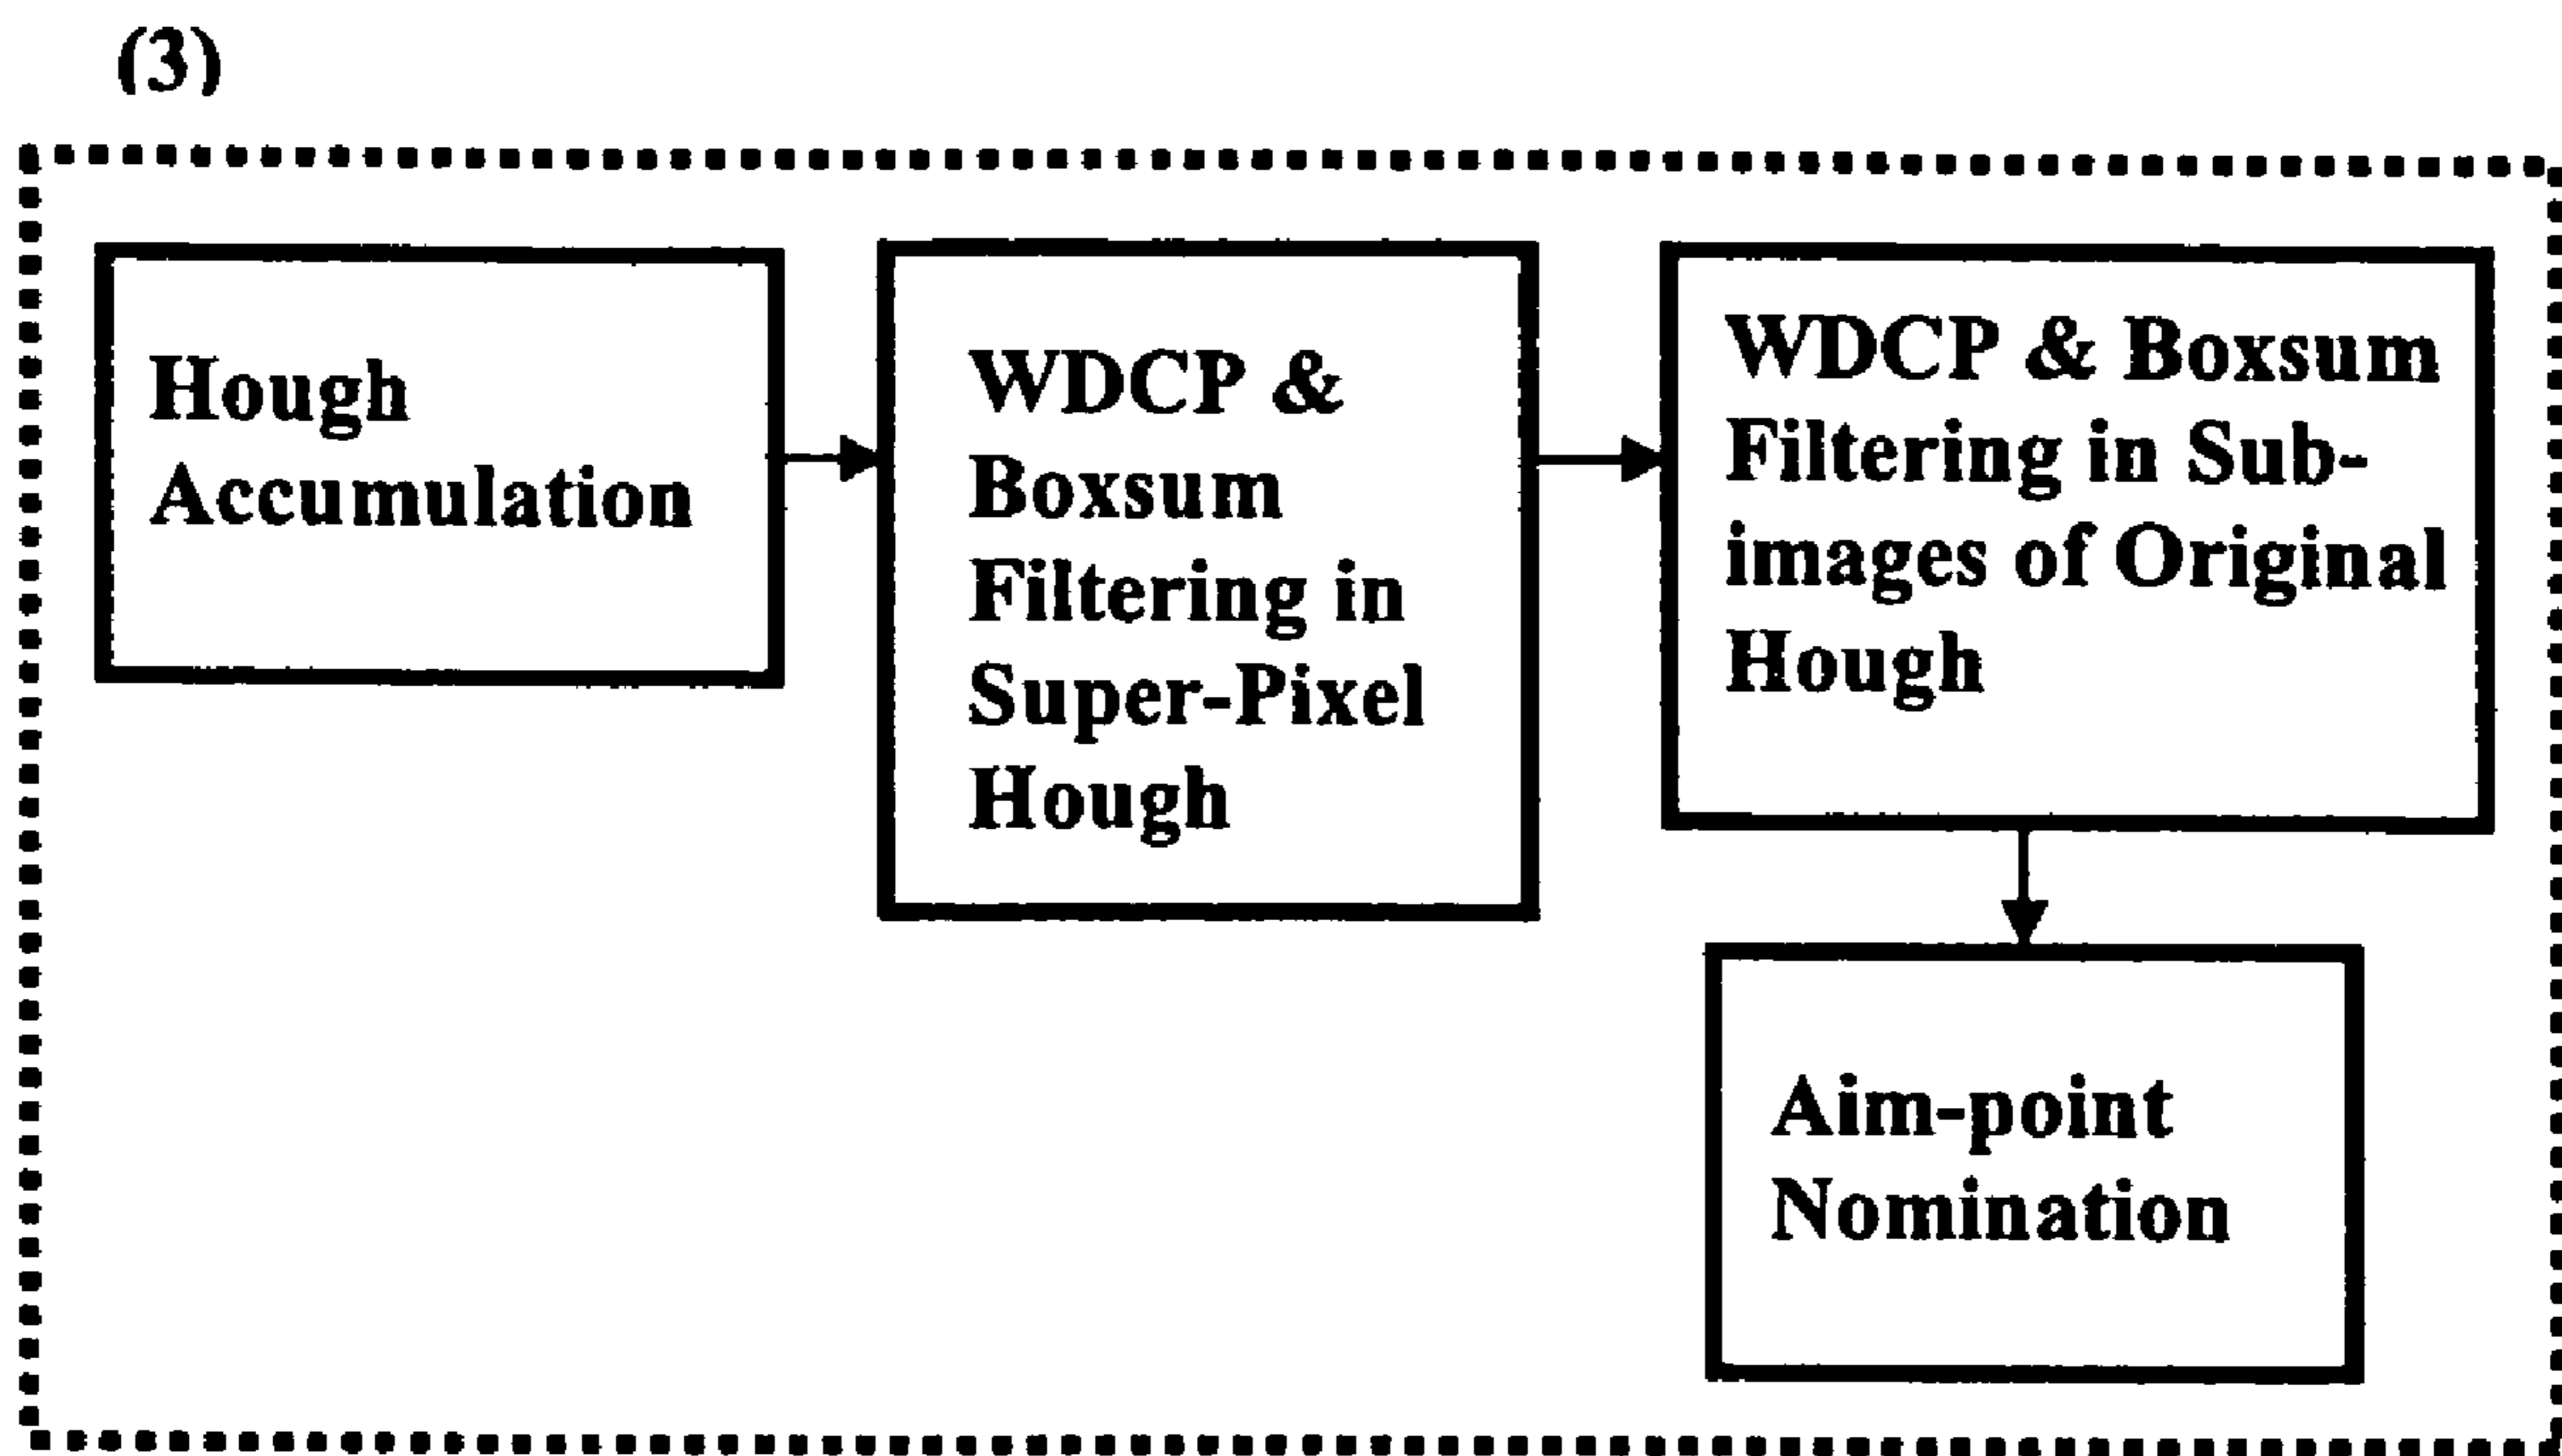 (3)
Hough
Accumulation
WDCP &
Boxsum
Filtering in
Super-Pixel
Hough
WDCP & Boxsum
Filtering in Sub-
images of Original
Hough
Aim-point
Nomination